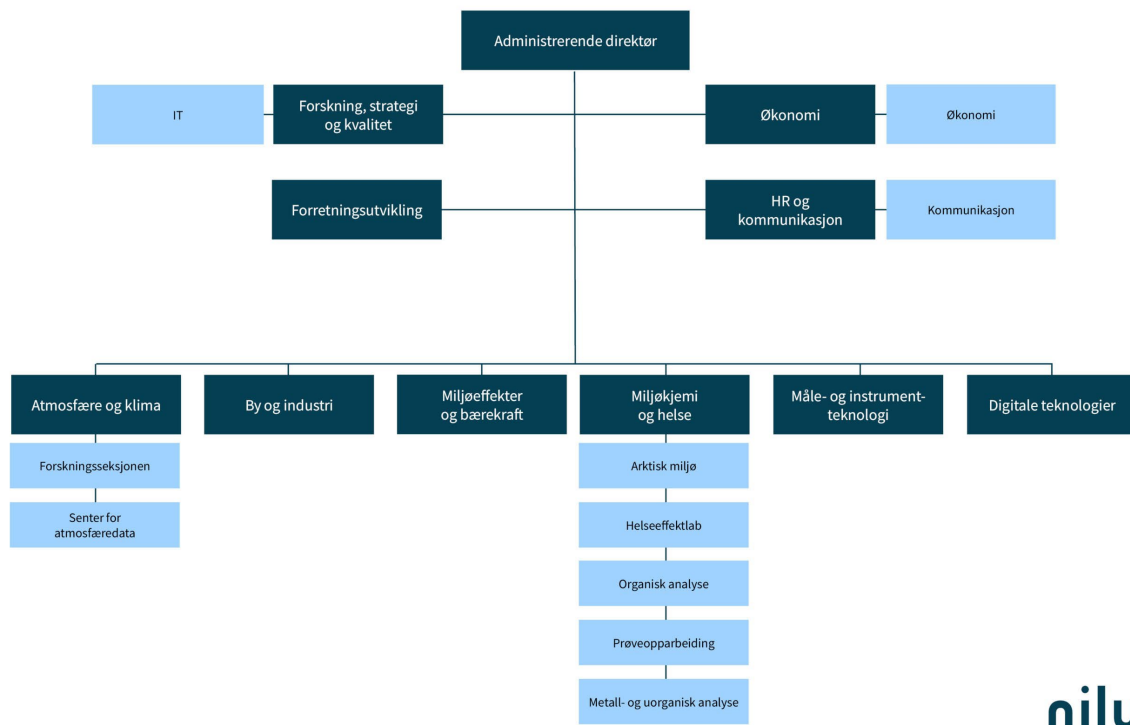 Administrerende direktør
IT
Forskning, strategi
og kvalitet
Økonomi
Økonomi
Forretningsutvikling
HR og
kommunikasjon
Kommunikasjon
Atmosfære og klima
By og industri
Miljøeffekter
og bærekraft
Miljøkjemi
og helse
Måle- og instrument-
teknologi
Digitale teknologier
Forskningsseksjonen
Senter for
atmosfæredata
Arktisk miljø
Helseeffektlab
Organisk analyse
Prøveopparbeiding
Metall- og uorganisk analyse
nilu